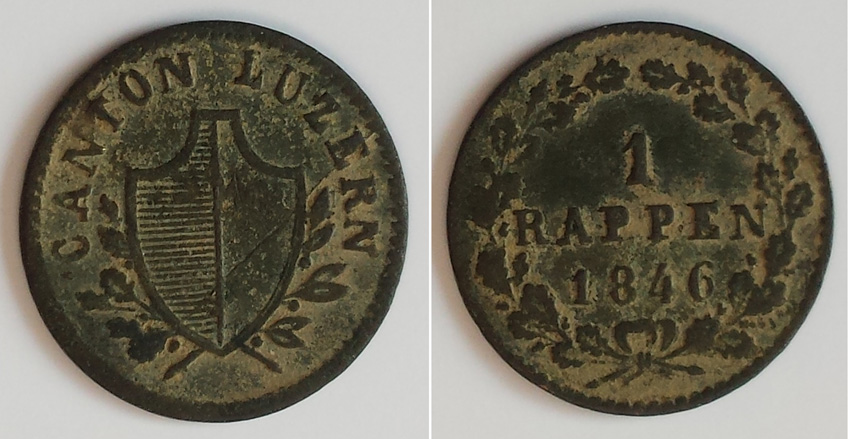 CANTON LUZERN
1
RAPPEN
1846